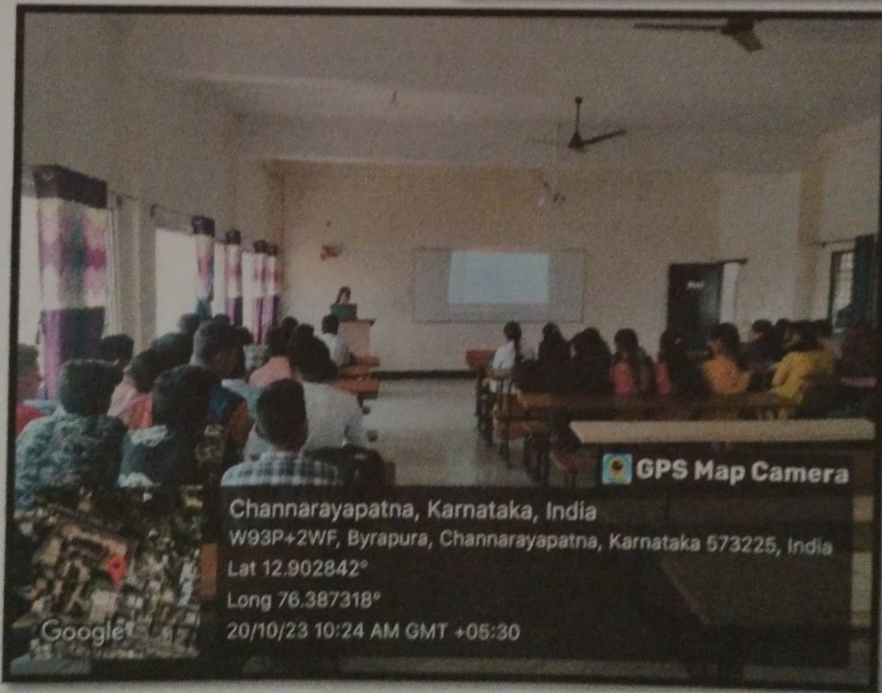 GPS Map Camera
Channarayapatna, Karnataka, India
W93P+2WF, Byrapura, Channarayapatna, Karnataka 573225, India
Lat 12.902842°
Long 76.387318°
20/10/23 10:24 AM GMT +05:30
Google